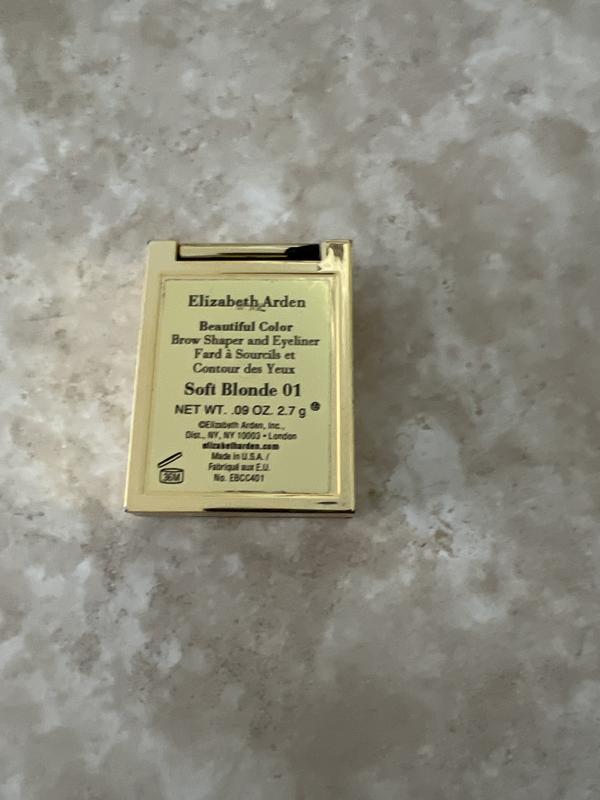 Elizabeth Arden
Beautiful Color
Brow Shaper and Eyeliner
Fard à Sourcils et
Contour des Yeux
Soft Blonde 01
NET WT. .09 OZ. 2.7 g
©Elizabeth Arden, Inc.,
Dist., NY, NY 10003 • London
elizabetharden.com
Made in U.S.A. /
Fabriqué aux E.U.
No. EBCC401
36M